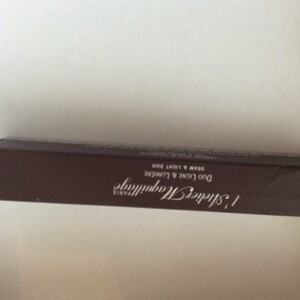 l'Atelier Maquillage
PARIS
DUO LIGNE & LUMIÈRE
DRAW & LIGHT DUO